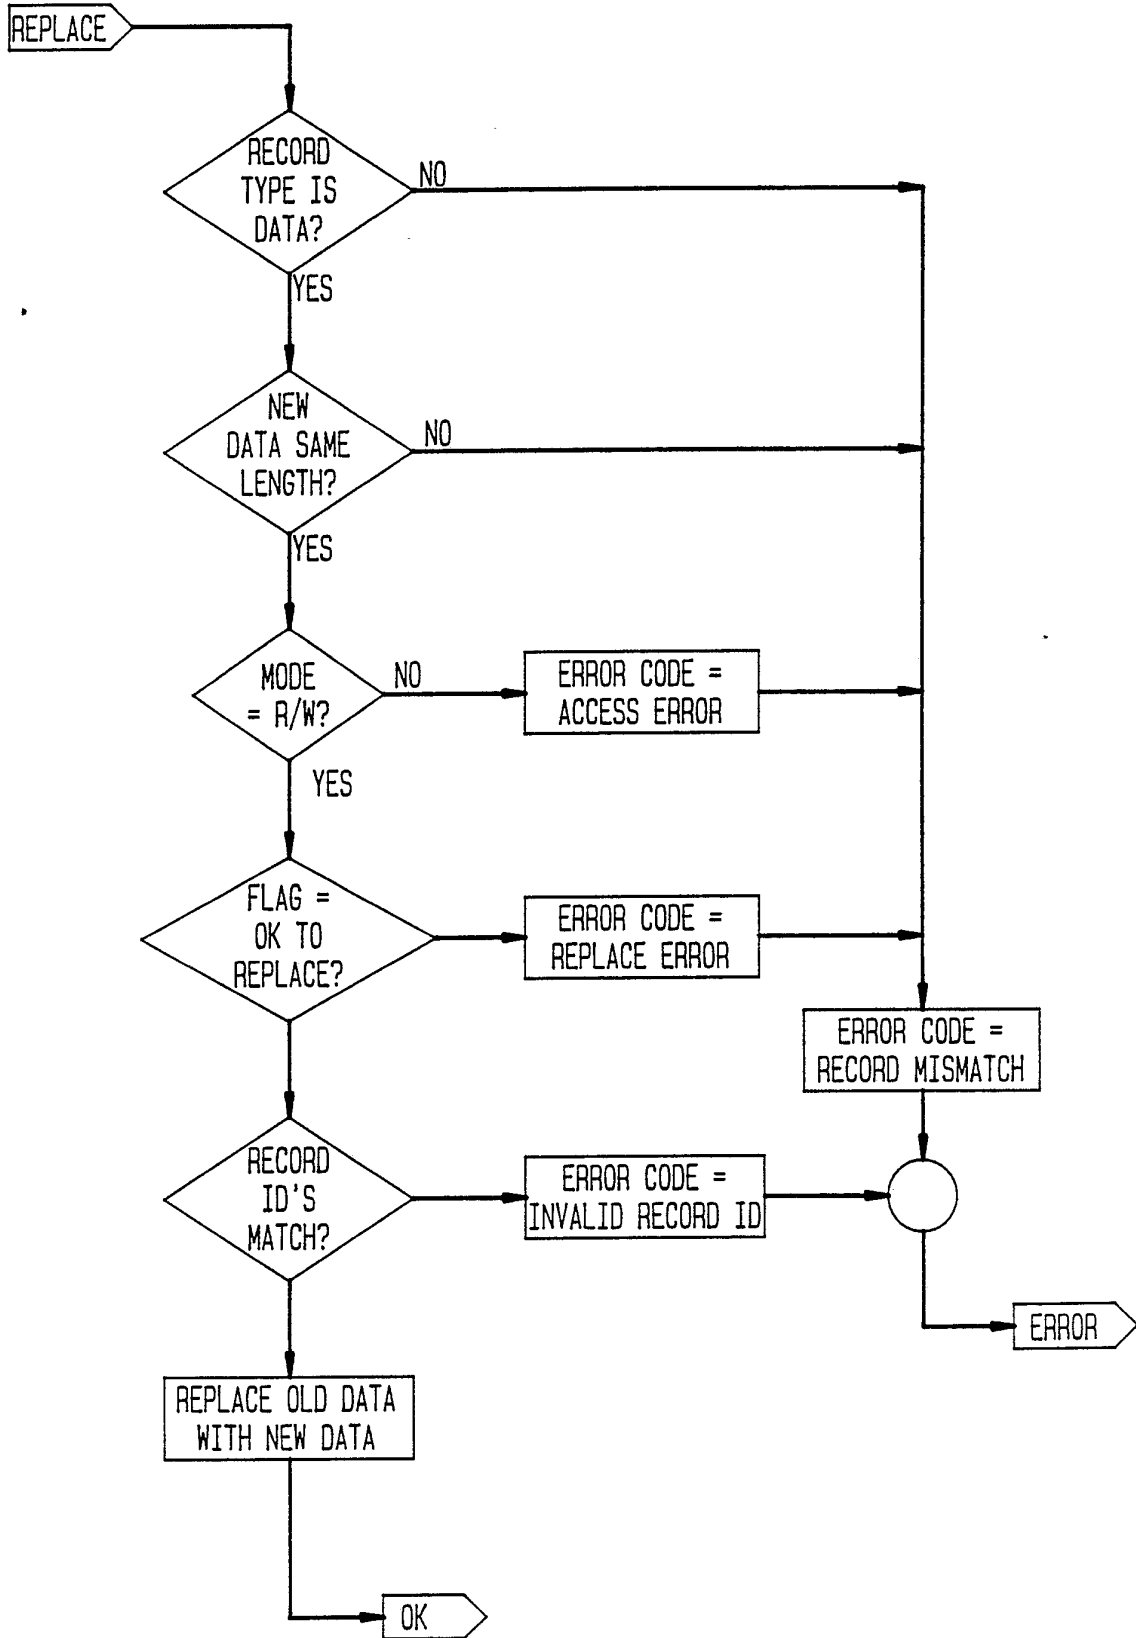 REPLACE
RECORD
TYPE IS
DATA?
NO
YES
NEW
DATA SAME
LENGTH?
NO
YES
MODE
= R/W?
NO
ERROR CODE =
ACCESS ERROR
YES
FLAG =
OK TO
REPLACE?
ERROR CODE =
REPLACE ERROR
ERROR CODE =
RECORD MISMATCH
RECORD
ID'S
MATCH?
ERROR CODE =
INVALID RECORD ID
ERROR
REPLACE OLD DATA
WITH NEW DATA
OK